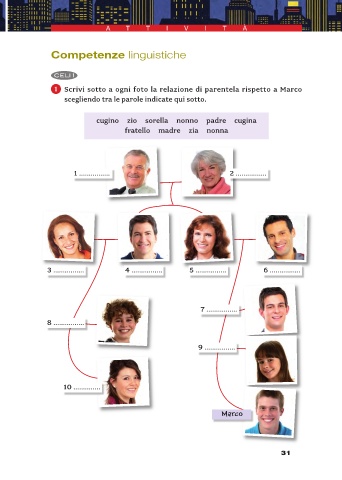 A T T I V I T À
Competenze linguistiche
CELI 1
1 Scrivi sotto a ogni foto la relazione di parentela rispetto a Marco
scegliendo tra le parole indicate qui sotto.
cugino zio sorella nonno padre cugina
fratello madre zia nonna
1 ...............
2 ...............
3 ...............
4 ...............
5 ...............
6 ...............
7 ...............
8 ...............
9 ...............
10 .............
Marco
31